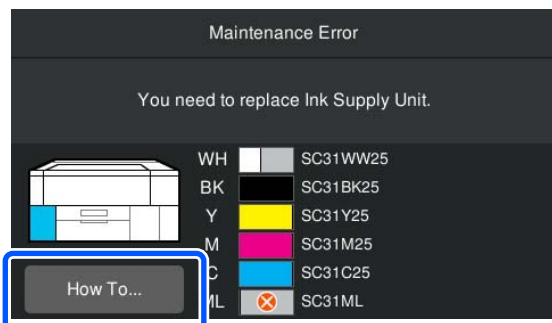 Maintenance Error
You need to replace Ink Supply Unit.
WH SC31WW25
BK SC31BK25
Y SC31Y25
M SC31M25
C SC31C25
ML SC31ML
How To...